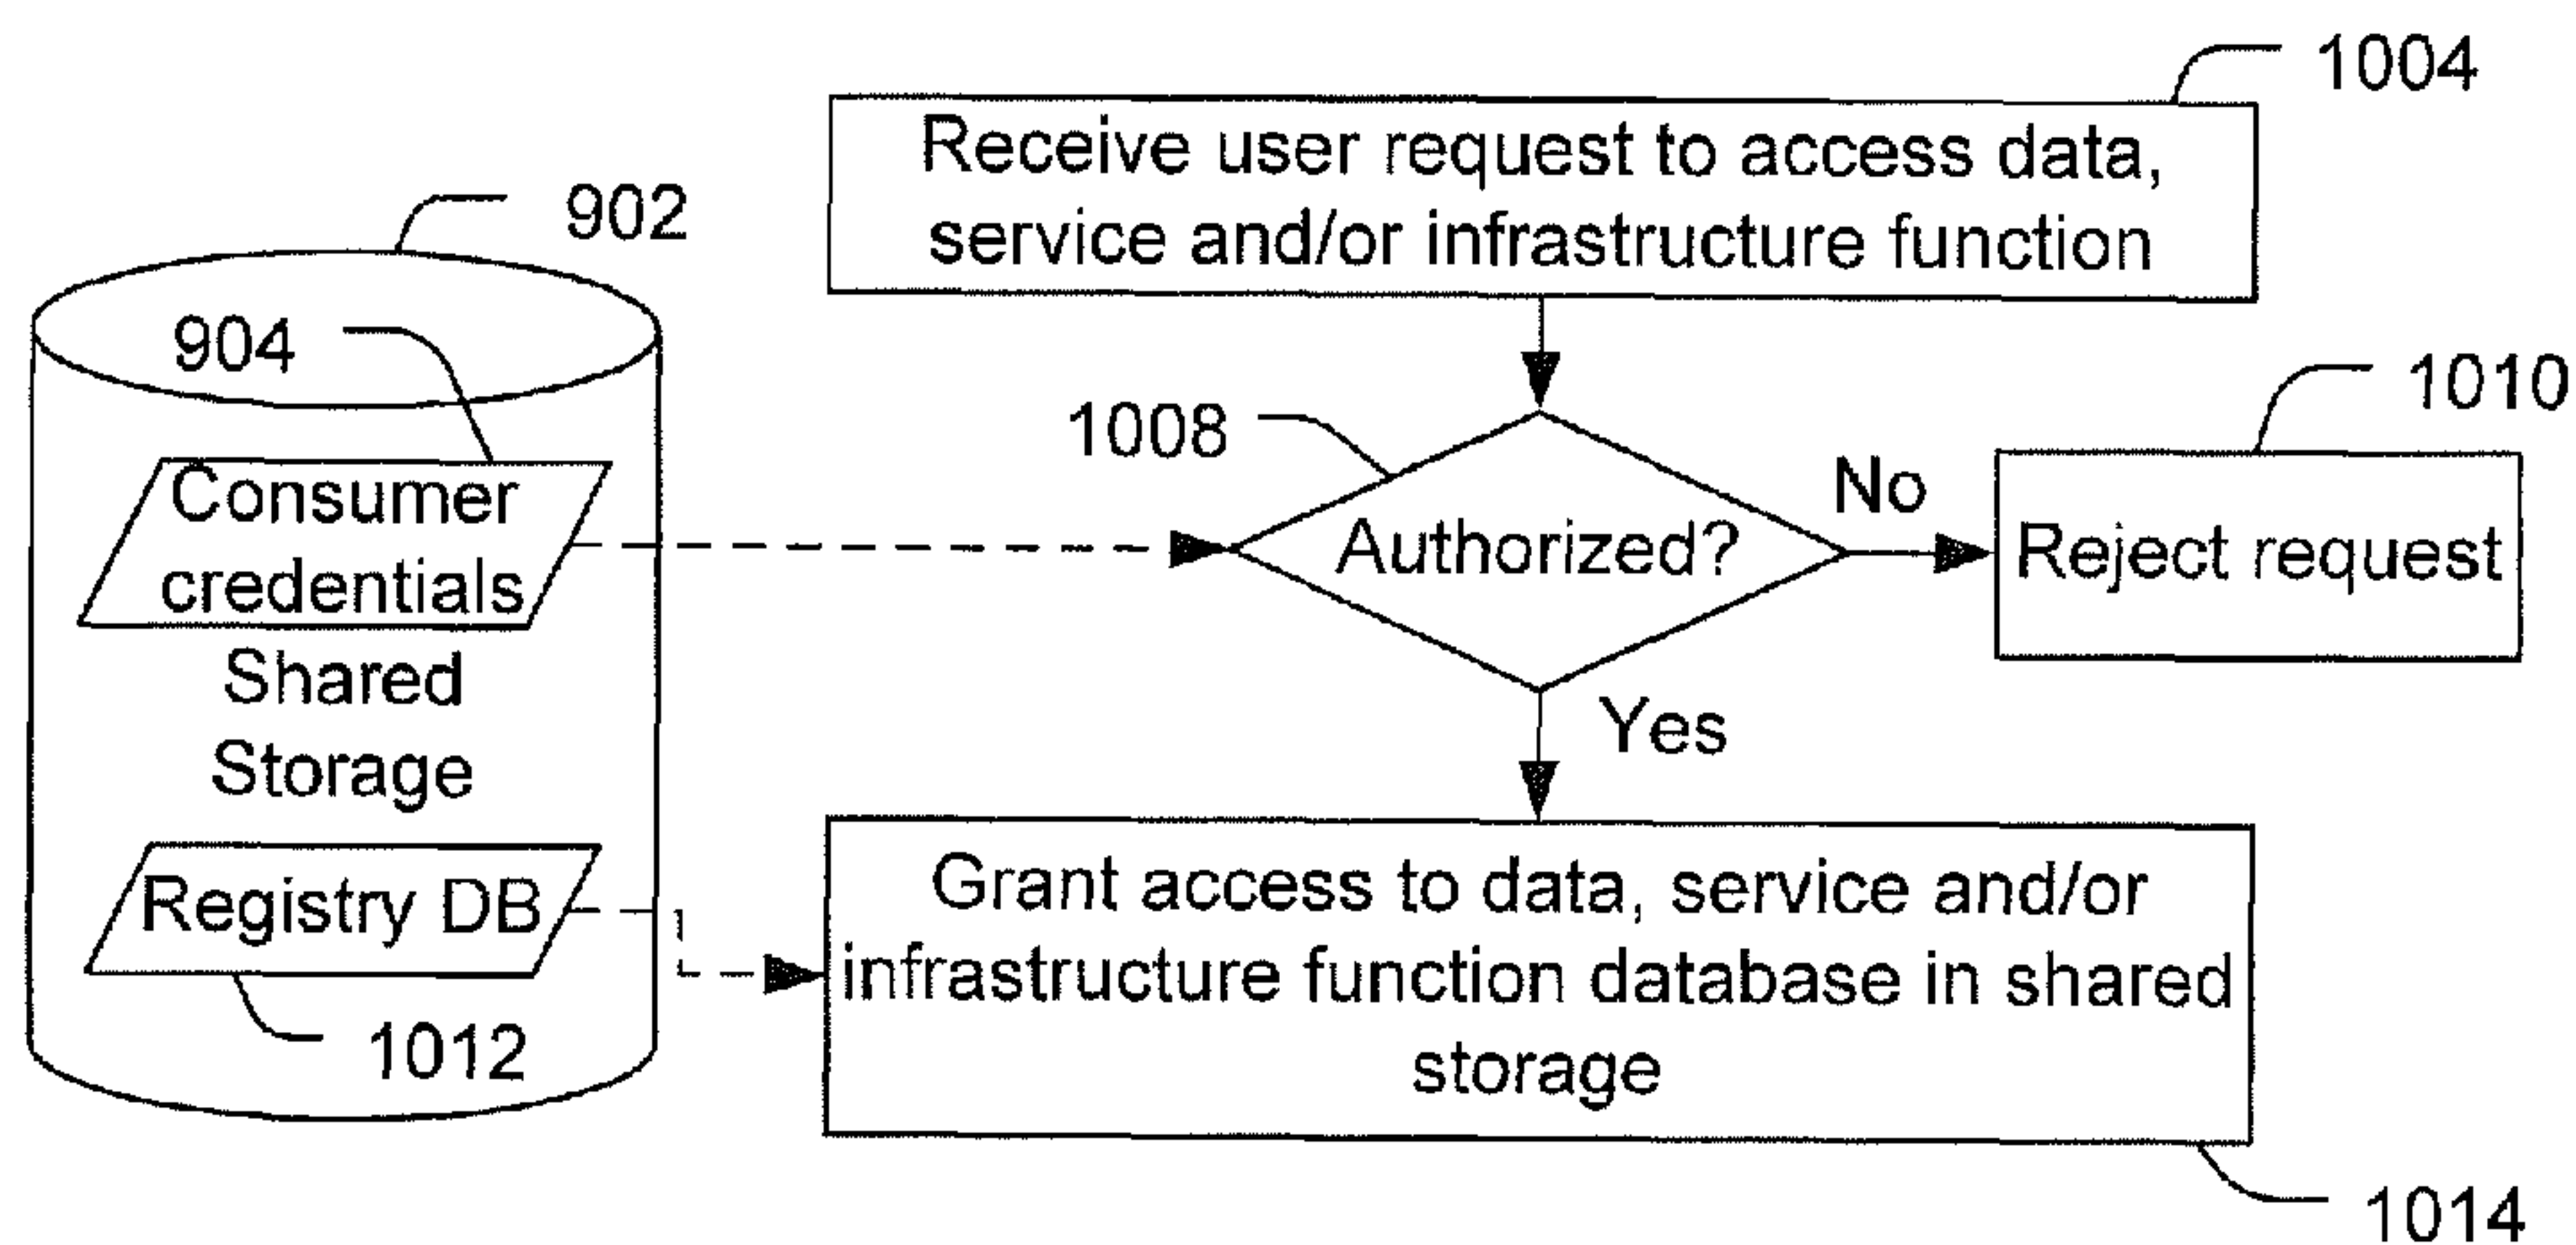 1004
Receive user request to access data,
service and/or infrastructure function
902
904
Consumer
credentials
Shared
Storage
Registry DB
1012
1008
Authorized?
No
1010
Reject request
Yes
Grant access to data, service and/or
infrastructure function database in shared
storage
1014